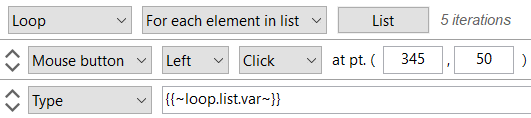 Loop For each element in list List 5 iterations
Mouse button Left Click at pt. ( 345 , 50 )
Type {{~loop.list.var~}}